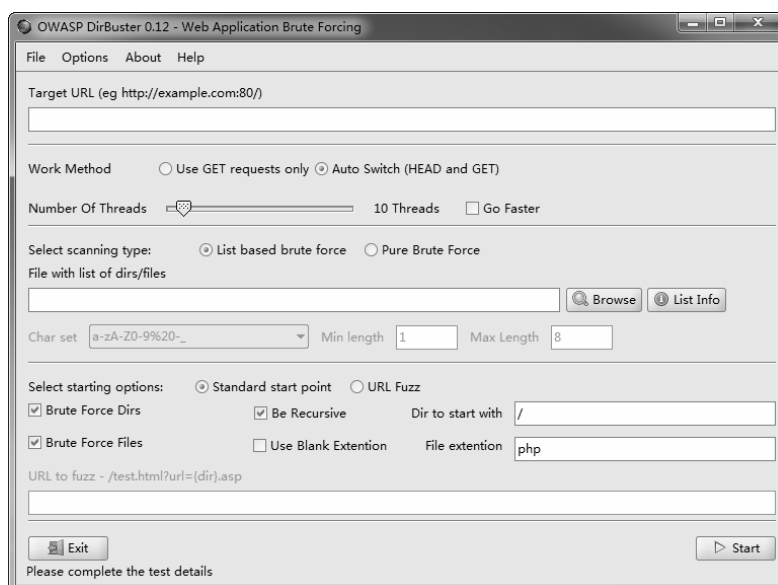 OWASP DirBuster 0.12 - Web Application Brute Forcing
File Options About Help
Target URL (eg http://example.com:80/)
Work Method Use GET requests only Auto Switch (HEAD and GET)
Number Of Threads 10 Threads Go Faster
Select scanning type: List based brute force Pure Brute Force
File with list of dirs/files
Browse List Info
Char set a-zA-Z0-9%20-_ Min length 1 Max Length 8
Select starting options: Standard start point URL Fuzz
Brute Force Dirs Be Recursive Dir to start with /
Brute Force Files Use Blank Extention File extention php
URL to fuzz - /test.html?url={dir}.asp
Exit Start
Please complete the test details